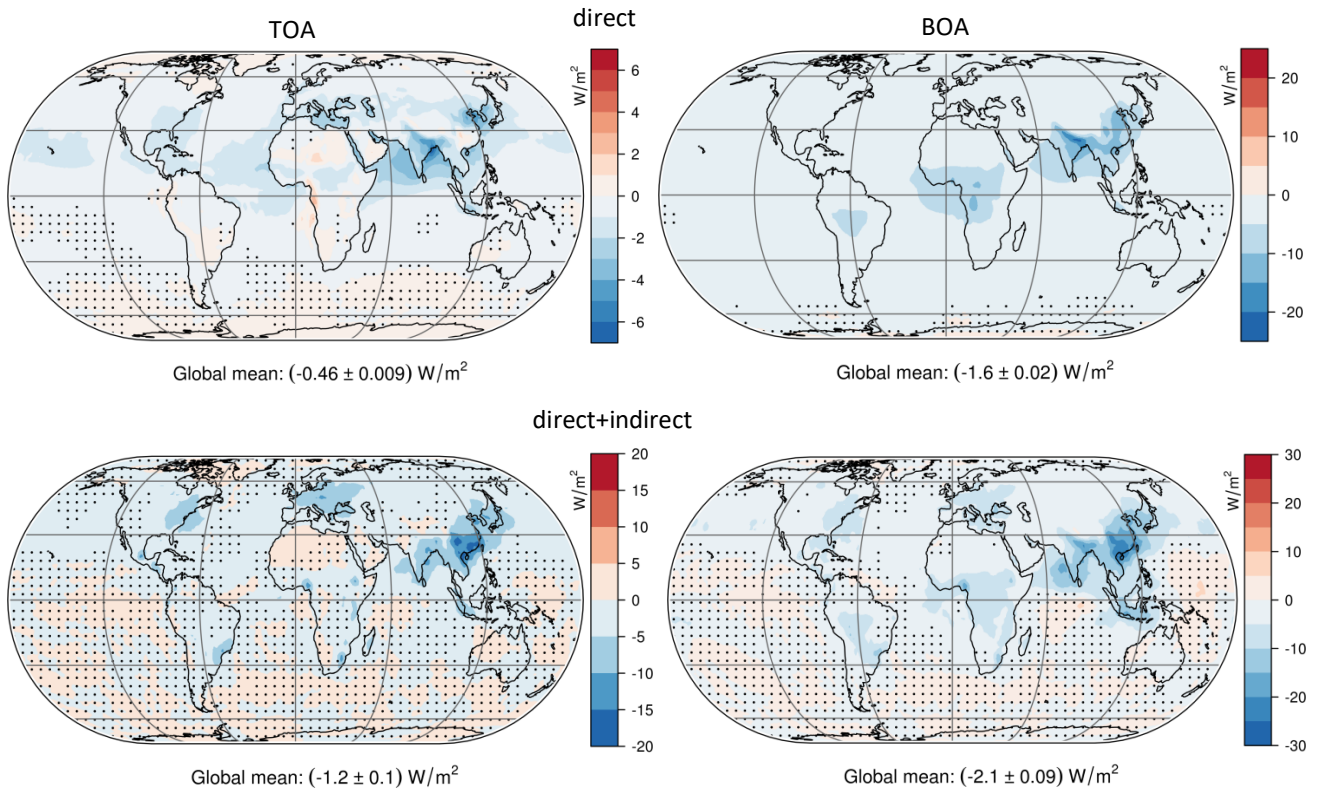 direct
TOA
BOA
W/m²
6
4
2
0
-2
-4
-6
W/m²
20
10
0
-10
-20
Global mean: (-0.46 ± 0.009) W/m²
Global mean: (-1.6 ± 0.02) W/m²
direct+indirect
W/m²
20
15
10
5
0
-5
-10
-15
-20
W/m²
30
20
10
0
-10
-20
-30
Global mean: (-1.2 ± 0.1) W/m²
Global mean: (-2.1 ± 0.09) W/m²